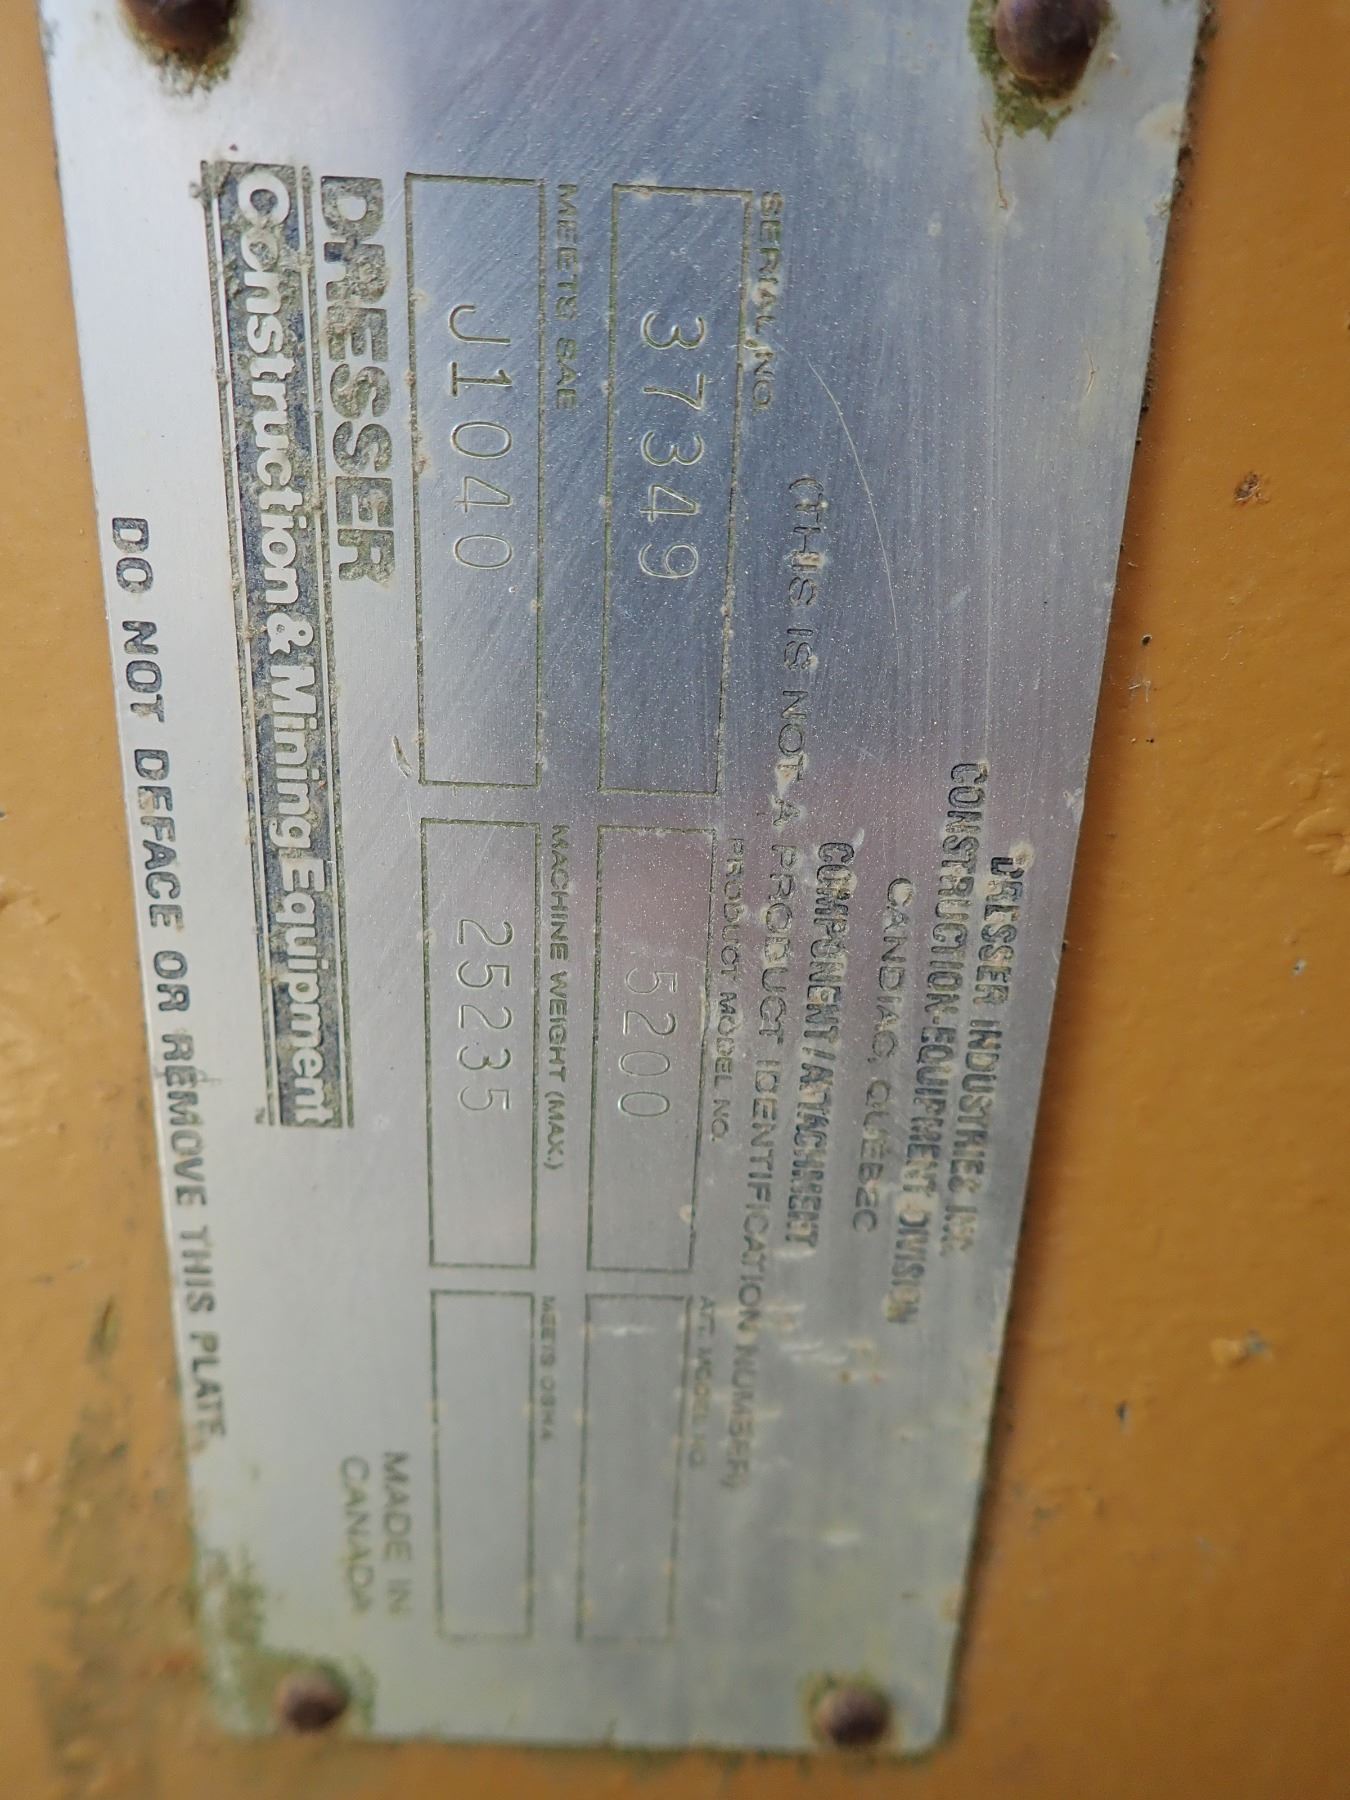 DRESSER INDUSTRIES INC.
CONSTRUCTION-EQUIPMENT DIVISION
CANDIAC, QUEBEC
COMPONENT/ATTACHMENT
(THIS IS NOT A PRODUCT IDENTIFICATION NUMBER)
SERIAL NO. PRODUCT MODEL NO. ATT. MODEL NO.
37349 5200
MEETS SAE MACHINE WEIGHT (MAX.) MEETS OSHA
J1040 25235
DRESSER
Construction & Mining Equipment
™
MADE IN
CANADA
DO NOT DEFACE OR REMOVE THIS PLATE